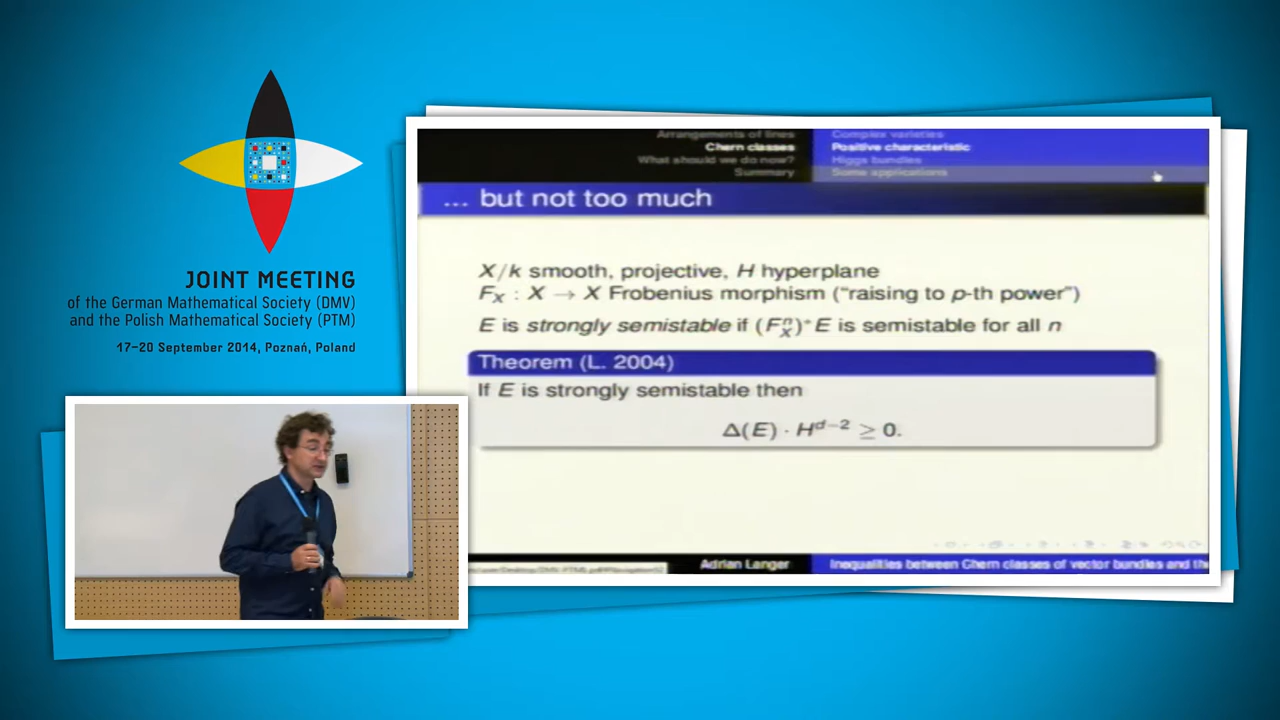 JOINT MEETING
of the German Mathematical Society (DMV)
and the Polish Mathematical Society (PTM)
17–20 September 2014, Poznań, Poland
Arrangements of lines
Chern classes
What should we do now?
Summary
Complex varieties
Positive characteristic
Higgs bundles
Some applications
... but not too much
X/k smooth, projective, H hyperplane
F_X : X → X Frobenius morphism (“raising to p-th power”)
E is strongly semistable if (F_X^n)*E is semistable for all n
Theorem (L. 2004)
If E is strongly semistable then
Δ(E) · H^{d−2} ≥ 0.
Adrian Langer
Inequalities between Chern classes of vector bundles and